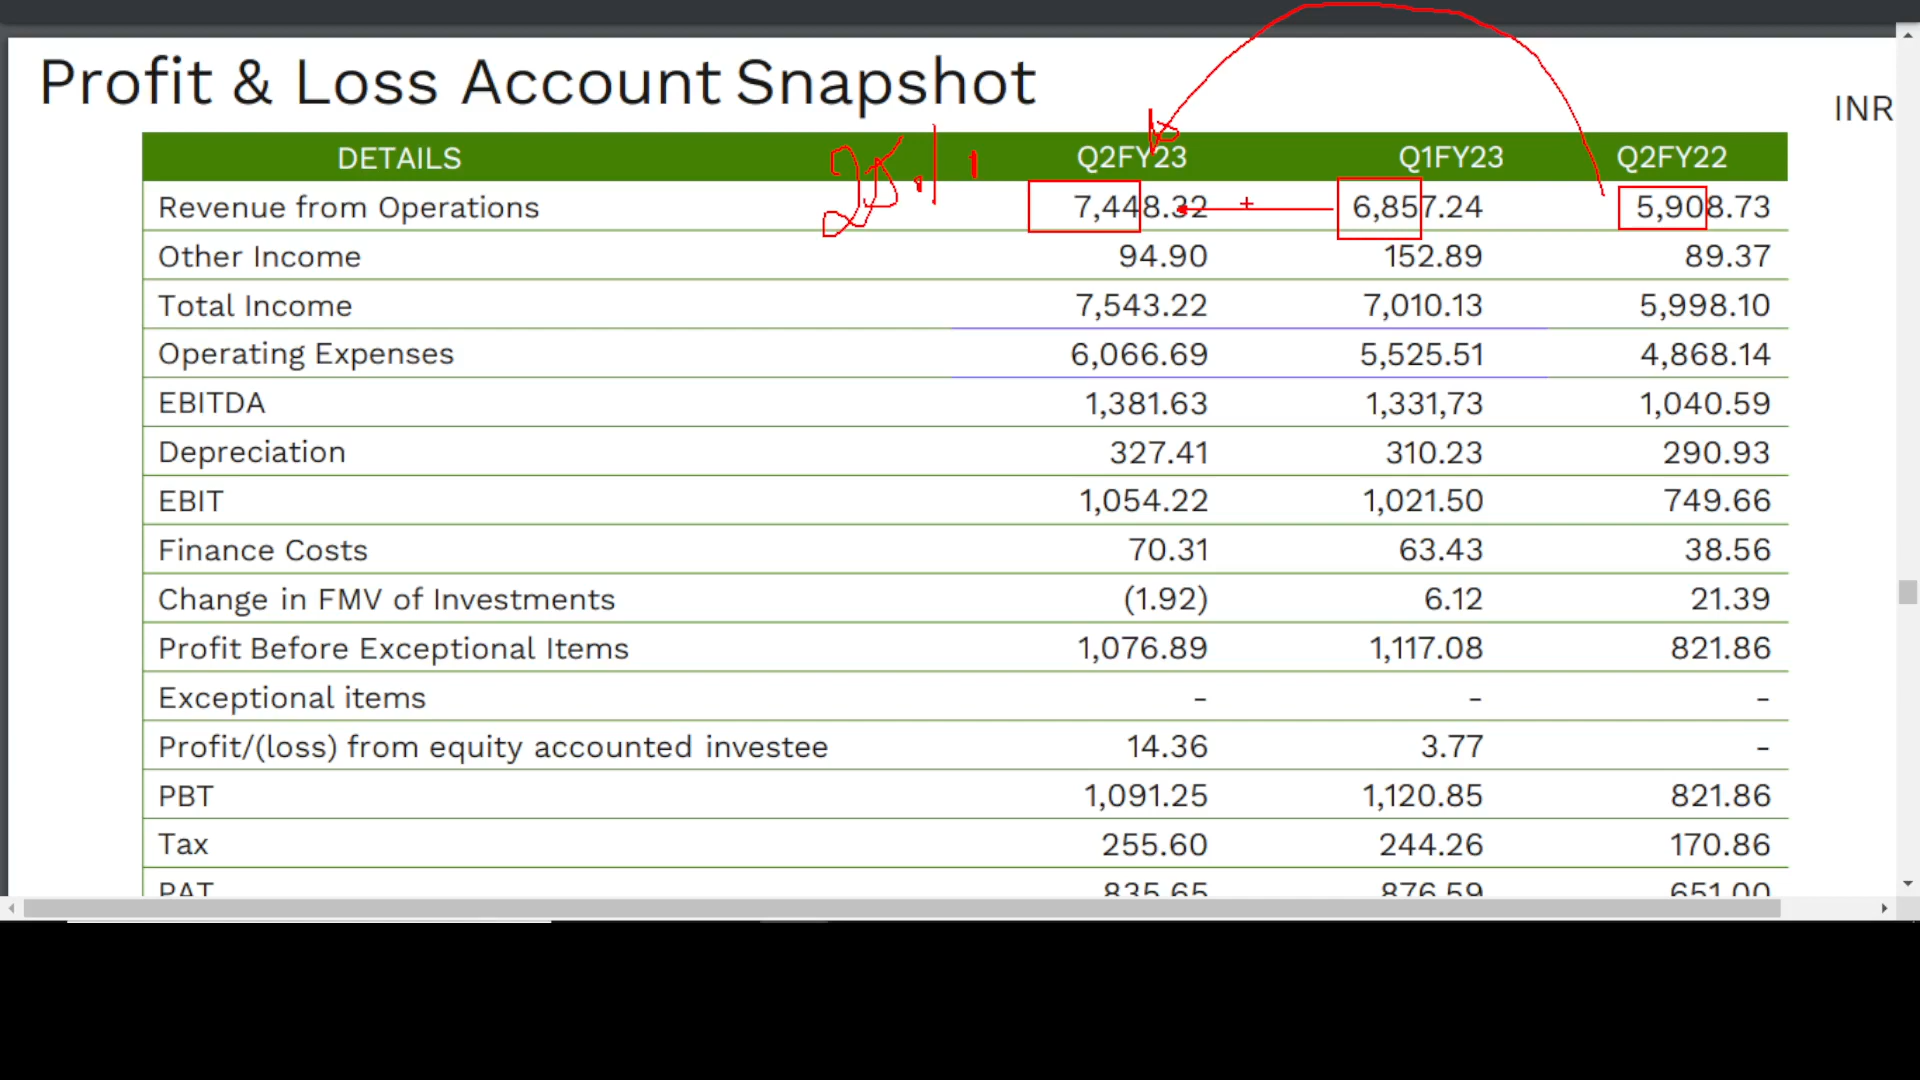 Profit & Loss Account Snapshot
INR
DETAILS Q2FY23 Q1FY23 Q2FY22
Revenue from Operations 7,448.32 6,857.24 5,908.73
Other Income 94.90 152.89 89.37
Total Income 7,543.22 7,010.13 5,998.10
Operating Expenses 6,066.69 5,525.51 4,868.14
EBITDA 1,381.63 1,331,73 1,040.59
Depreciation 327.41 310.23 290.93
EBIT 1,054.22 1,021.50 749.66
Finance Costs 70.31 63.43 38.56
Change in FMV of Investments (1.92) 6.12 21.39
Profit Before Exceptional Items 1,076.89 1,117.08 821.86
Exceptional items - - -
Profit/(loss) from equity accounted investee 14.36 3.77 -
PBT 1,091.25 1,120.85 821.86
Tax 255.60 244.26 170.86
PAT 835.65 876.59 651.00